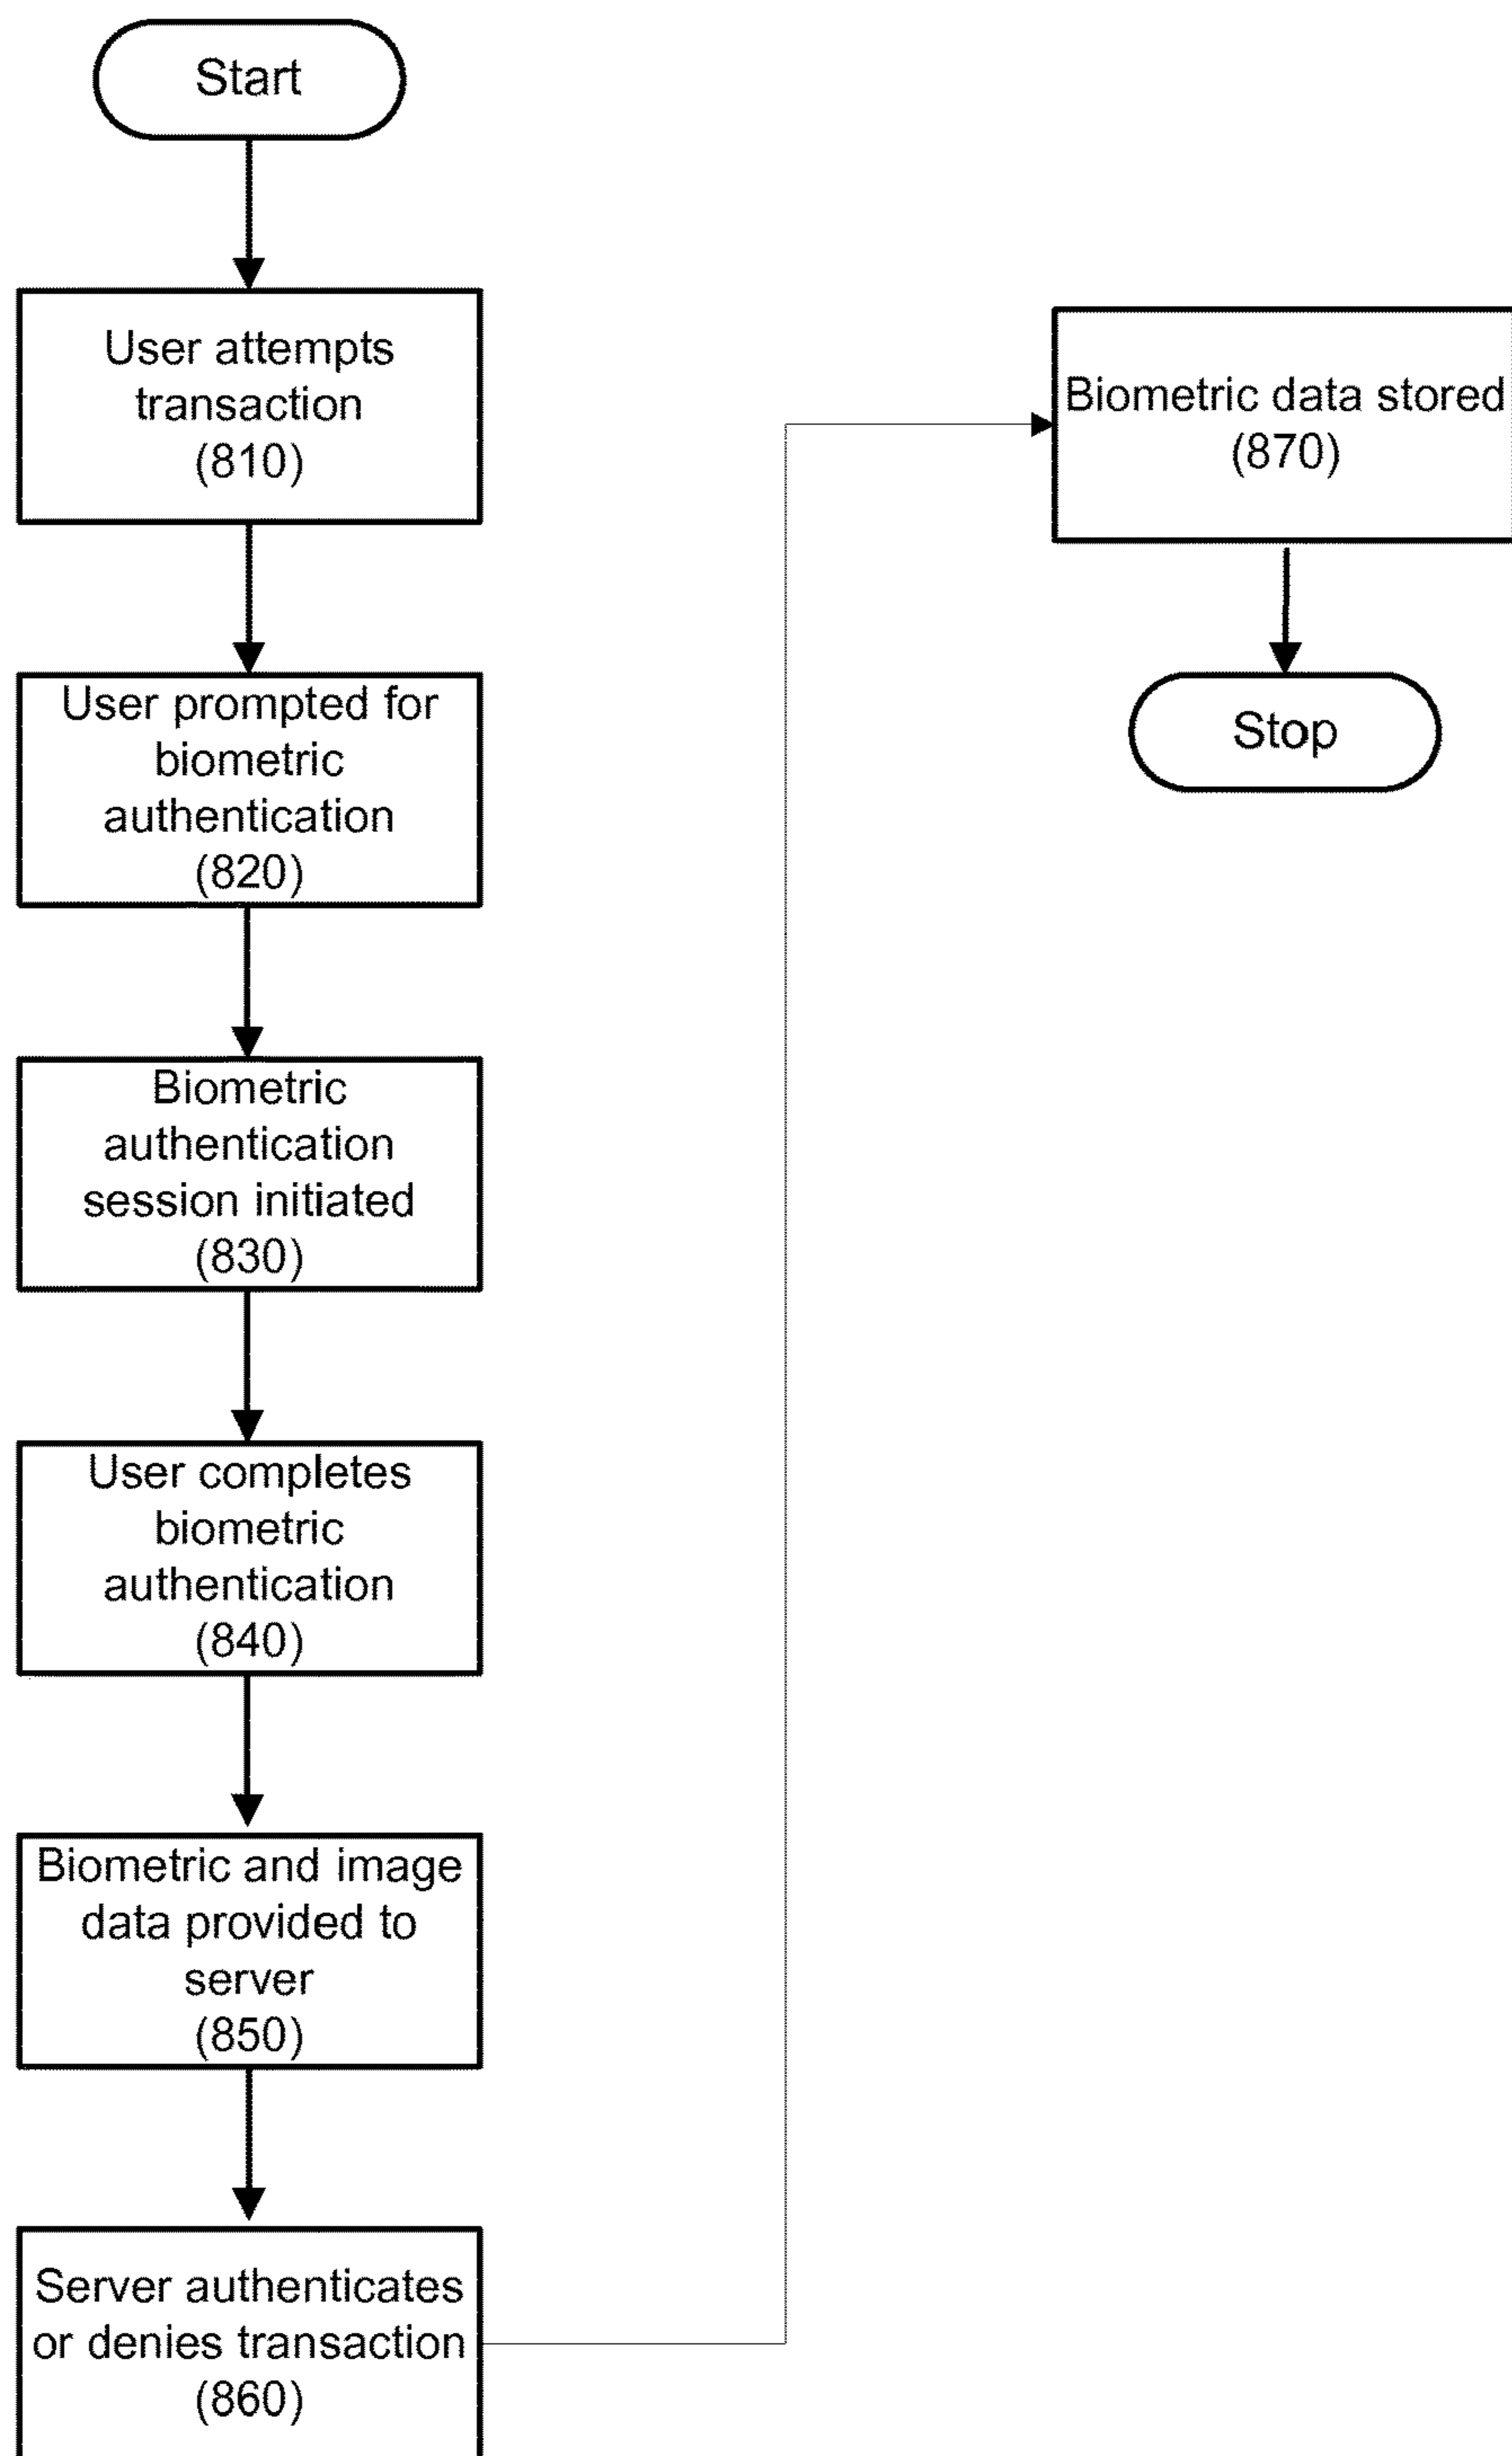 Start
User attempts
transaction
(810)
User prompted for
biometric
authentication
(820)
Biometric
authentication
session initiated
(830)
User completes
biometric
authentication
(840)
Biometric and image
data provided to
server
(850)
Server authenticates
or denies transaction
(860)
Biometric data stored
(870)
Stop